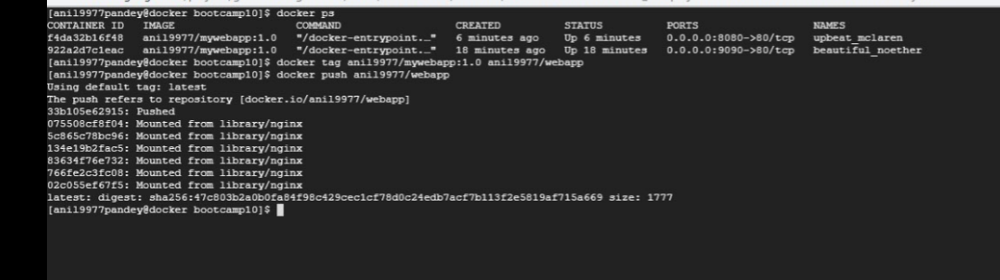 [anil9977pandey@docker bootcamp10]$ docker ps
CONTAINER ID IMAGE COMMAND CREATED STATUS PORTS NAMES
f4da32b16f48 anil9977/mywebapp:1.0 "/docker-entrypoint.…" 6 minutes ago Up 6 minutes 0.0.0.0:8080->80/tcp upbeat_mclaren
922a2d7c1eac anil9977/mywebapp:1.0 "/docker-entrypoint.…" 18 minutes ago Up 18 minutes 0.0.0.0:9090->80/tcp beautiful_noether
[anil9977pandey@docker bootcamp10]$ docker tag anil9977/mywebapp:1.0 anil9977/webapp
[anil9977pandey@docker bootcamp10]$ docker push anil9977/webapp
Using default tag: latest
The push refers to repository [docker.io/anil9977/webapp]
33b105e62915: Pushed
075508cf8f04: Mounted from library/nginx
5c865c78bc96: Mounted from library/nginx
134e19b2fac5: Mounted from library/nginx
83634f76e732: Mounted from library/nginx
766fe2c3fc08: Mounted from library/nginx
02c055ef67f5: Mounted from library/nginx
latest: digest: sha256:47c803b2a0b0fa84f98c429cec1cf78d0c24edb7acf7b113f2e5819af715a669 size: 1777
[anil9977pandey@docker bootcamp10]$